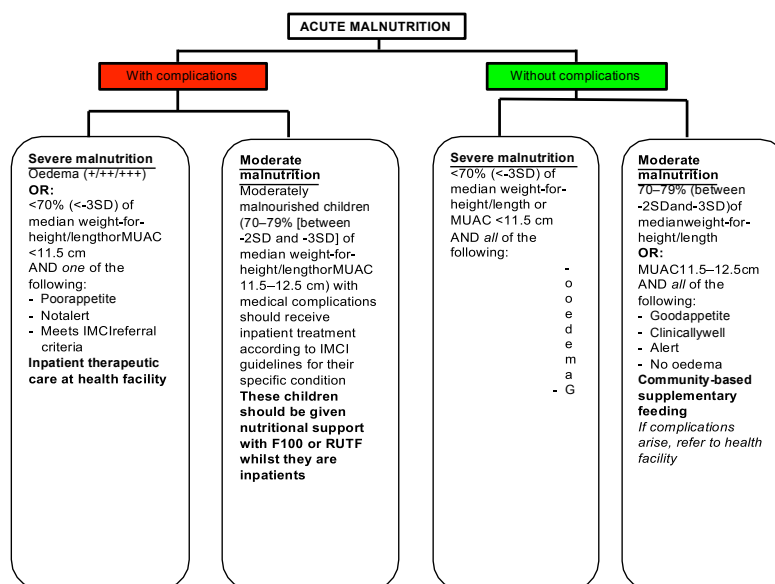 ACUTE MALNUTRITION
With complications
Without complications
Severe malnutrition
Oedema (+/++/+++)
OR:
<70% (<-3SD) of
median weight-for-
height/lengthorMUAC
<11.5 cm
AND one of the
following:
- Poorappetite
- Notalert
- Meets IMCIreferral
criteria
Inpatient therapeutic
care at health facility
Moderate
malnutrition
Moderately
malnourished children
(70–79% [between
-2SD and -3SD] of
median weight-for-
height/lengthorMUAC
11.5–12.5 cm) with
medical complications
should receive
inpatient treatment
according to IMCI
guidelines for their
specific condition
These children
should be given
nutritional support
with F100 or RUTF
whilst they are
inpatients
Severe malnutrition
<70% (<-3SD) of
median weight-for-
height/length or
MUAC <11.5 cm
AND all of the
following:
-
o
o
e
d
e
m
a
- G
Moderate
malnutrition
70–79% (between
-2SDand-3SD)of
medianweight-for-
height/length
OR:
MUAC11.5–12.5cm
AND all of the
following:
- Goodappetite
- Clinicallywell
- Alert
- No oedema
Community-based
supplementary
feeding
If complications
arise, refer to health
facility